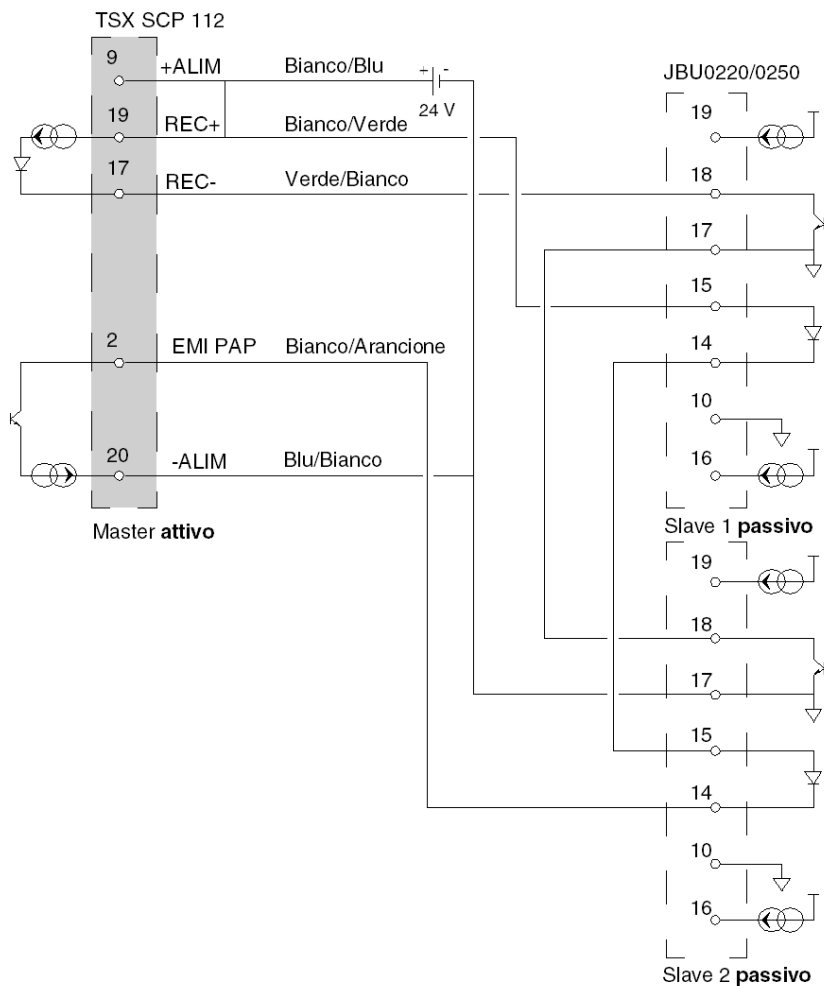 TSX SCP 112
9 +ALIM Bianco/Blu + -
24 V
JBU0220/0250
19 REC+ Bianco/Verde
19
17 REC- Verde/Bianco
18
17
15
2 EMI PAP Bianco/Arancione
14
10
20 -ALIM Blu/Bianco
16
Master attivo
Slave 1 passivo
19
18
17
15
14
10
16
Slave 2 passivo